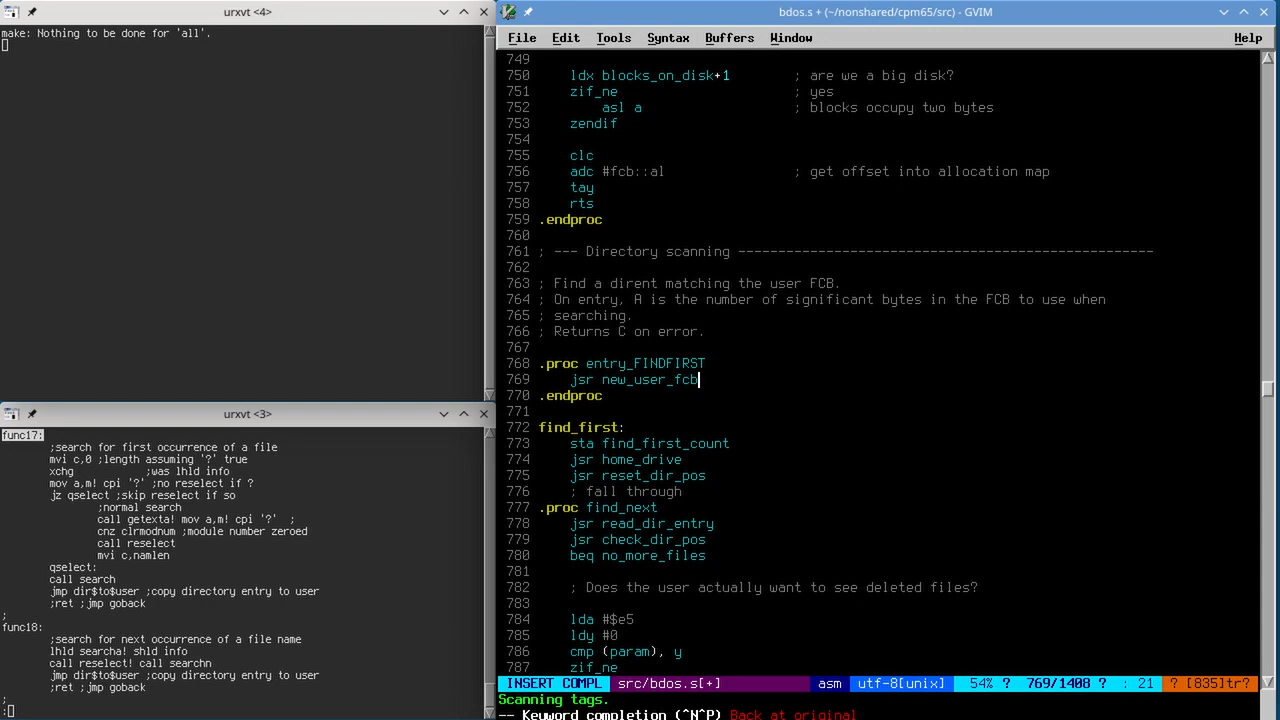 urxvt <4>
make: Nothing to be done for 'all'.
urxvt <3>
func17:
;search for first occurrence of a file
mvi c,0 ;length assuming '?' true
xchg ;was lhld info
mov a,m! cpi '?' ;no reselect if ?
jz qselect ;skip reselect if so
;normal search
call getexta! mov a,m! cpi '?' ;
cnz clrmodnum ;module number zeroed
call reselect
mvi c,namlen
qselect:
call search
jmp dir$to$user ;copy directory entry to user
;ret ;jmp goback
;
func18:
;search for next occurrence of a file name
lhld searcha! shld info
call reselect! call searchn
jmp dir$to$user ;copy directory entry to user
;ret ;jmp goback
;
:
bdos.s + (~/nonshared/cpm65/src) - GVIM
File Edit Tools Syntax Buffers Window Help
749
750 ldx blocks_on_disk+1 ; are we a big disk?
751 zif_ne ; yes
752 asl a ; blocks occupy two bytes
753 zendif
754
755 clc
756 adc #fcb::al ; get offset into allocation map
757 tay
758 rts
759 .endproc
760
761 ; --- Directory scanning ----------------------------------------------------
762
763 ; Find a dirent matching the user FCB.
764 ; On entry, A is the number of significant bytes in the FCB to use when
765 ; searching.
766 ; Returns C on error.
767
768 .proc entry_FINDFIRST
769 jsr new_user_fcb
770 .endproc
771
772 find_first:
773 sta find_first_count
774 jsr home_drive
775 jsr reset_dir_pos
776 ; fall through
777 .proc find_next
778 jsr read_dir_entry
779 jsr check_dir_pos
780 beq no_more_files
781
782 ; Does the user actually want to see deleted files?
783
784 lda #$e5
785 ldy #0
786 cmp (param), y
787 zif_ne
INSERT COMPL src/bdos.s[+] asm utf-8[unix] 54% ? 769/1408 ? : 21 ? [835]tr?
Scanning tags.
-- Keyword completion (^N^P) Back at original